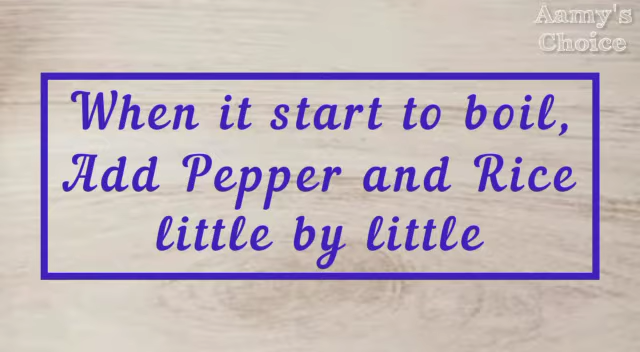 Aamy's
Choice
When it start to boil,
Add Pepper and Rice
little by little